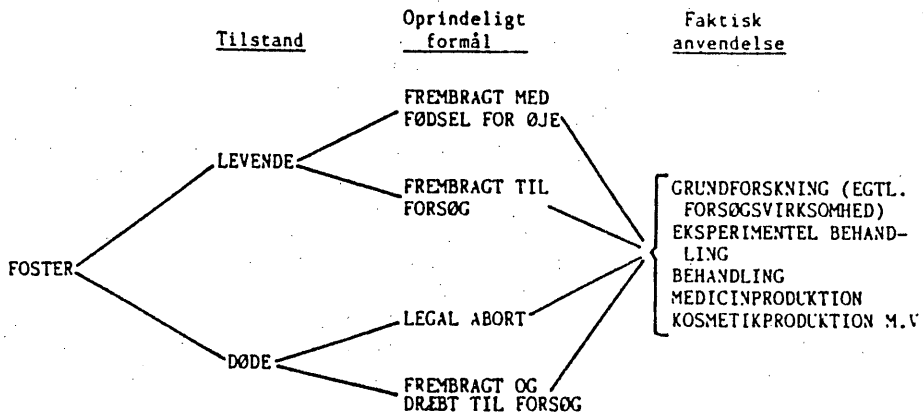 Tilstand
Oprindeligt
formål
Faktisk
anvendelse
FOSTER
LEVENDE
DØDE
FREMBRAGT MED
FØDSEL FOR ØJE
FREMBRAGT TIL
FORSØG
LEGAL ABORT
FREMBRAGT OG
DRÆBT TIL FORSØG
GRUNDFORSKNING (EGTL.
FORSØGSVIRKSOMHED)
EKSPERIMENTEL BEHAND-
LING
BEHANDLING
MEDICINPRODUKTION
KOSMETIKPRODUKTION M.V